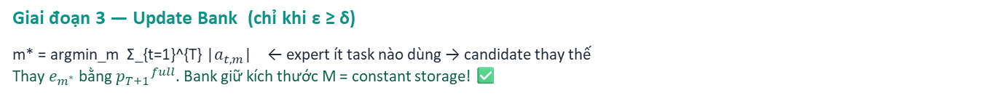 Giai đoạn 3 — Update Bank (chỉ khi ε ≥ δ)
m* = argmin_m Σ_{t=1}^{T} |𝑎_{𝑡,𝑚}| ← expert ít task nào dùng → candidate thay thế
Thay 𝑒_{𝑚*} bằng 𝑝_{𝑇+1}^{𝑓𝑢𝑙𝑙}. Bank giữ kích thước M = constant storage! ✅